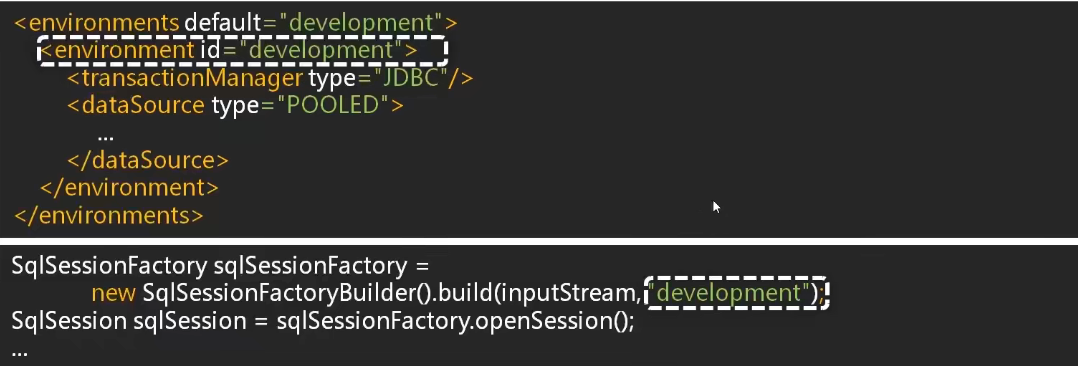 <environments default="development">
<environment id="development">
<transactionManager type="JDBC"/>
<dataSource type="POOLED">
...
</dataSource>
</environment>
</environments>
SqlSessionFactory sqlSessionFactory =
new SqlSessionFactoryBuilder().build(inputStream,"development");
SqlSession sqlSession = sqlSessionFactory.openSession();
...